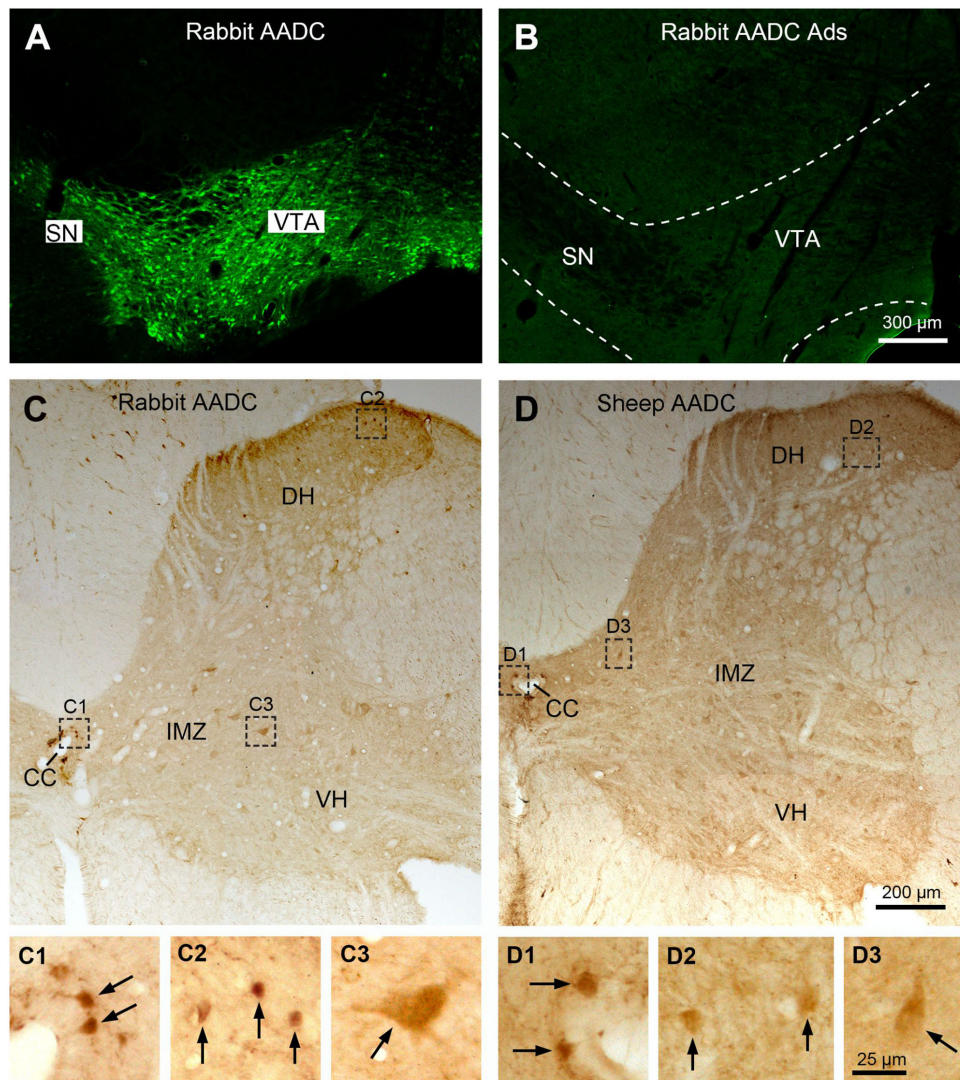 A
Rabbit AADC
SN
VTA
B
Rabbit AADC Ads
SN
VTA
300 µm
C
Rabbit AADC
C2
DH
C1
C3
IMZ
CC
VH
D
Sheep AADC
D2
DH
D3
D1
IMZ
CC
VH
200 µm
C1
C2
C3
D1
D2
D3
25 µm